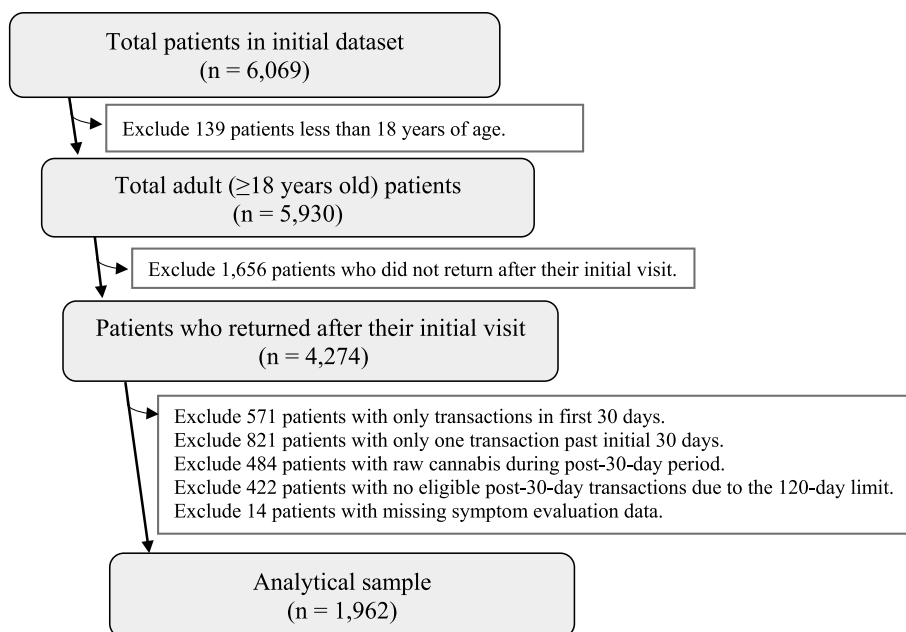 Total patients in initial dataset
(n = 6,069)
Exclude 139 patients less than 18 years of age.
Total adult (≥18 years old) patients
(n = 5,930)
Exclude 1,656 patients who did not return after their initial visit.
Patients who returned after their initial visit
(n = 4,274)
Exclude 571 patients with only transactions in first 30 days.
Exclude 821 patients with only one transaction past initial 30 days.
Exclude 484 patients with raw cannabis during post-30-day period.
Exclude 422 patients with no eligible post-30-day transactions due to the 120-day limit.
Exclude 14 patients with missing symptom evaluation data.
Analytical sample
(n = 1,962)